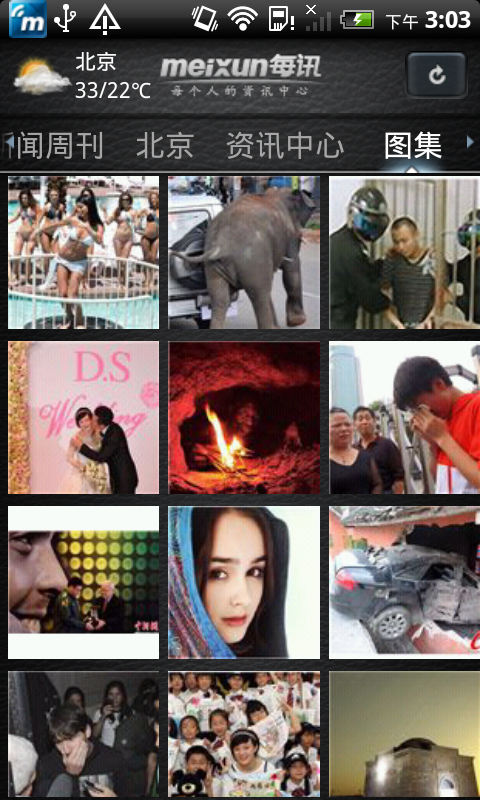 下午 3:03
北京
33/22℃
meixun每讯
每个人的资讯中心
闻周刊 北京 资讯中心 图集
D.S
Wedding